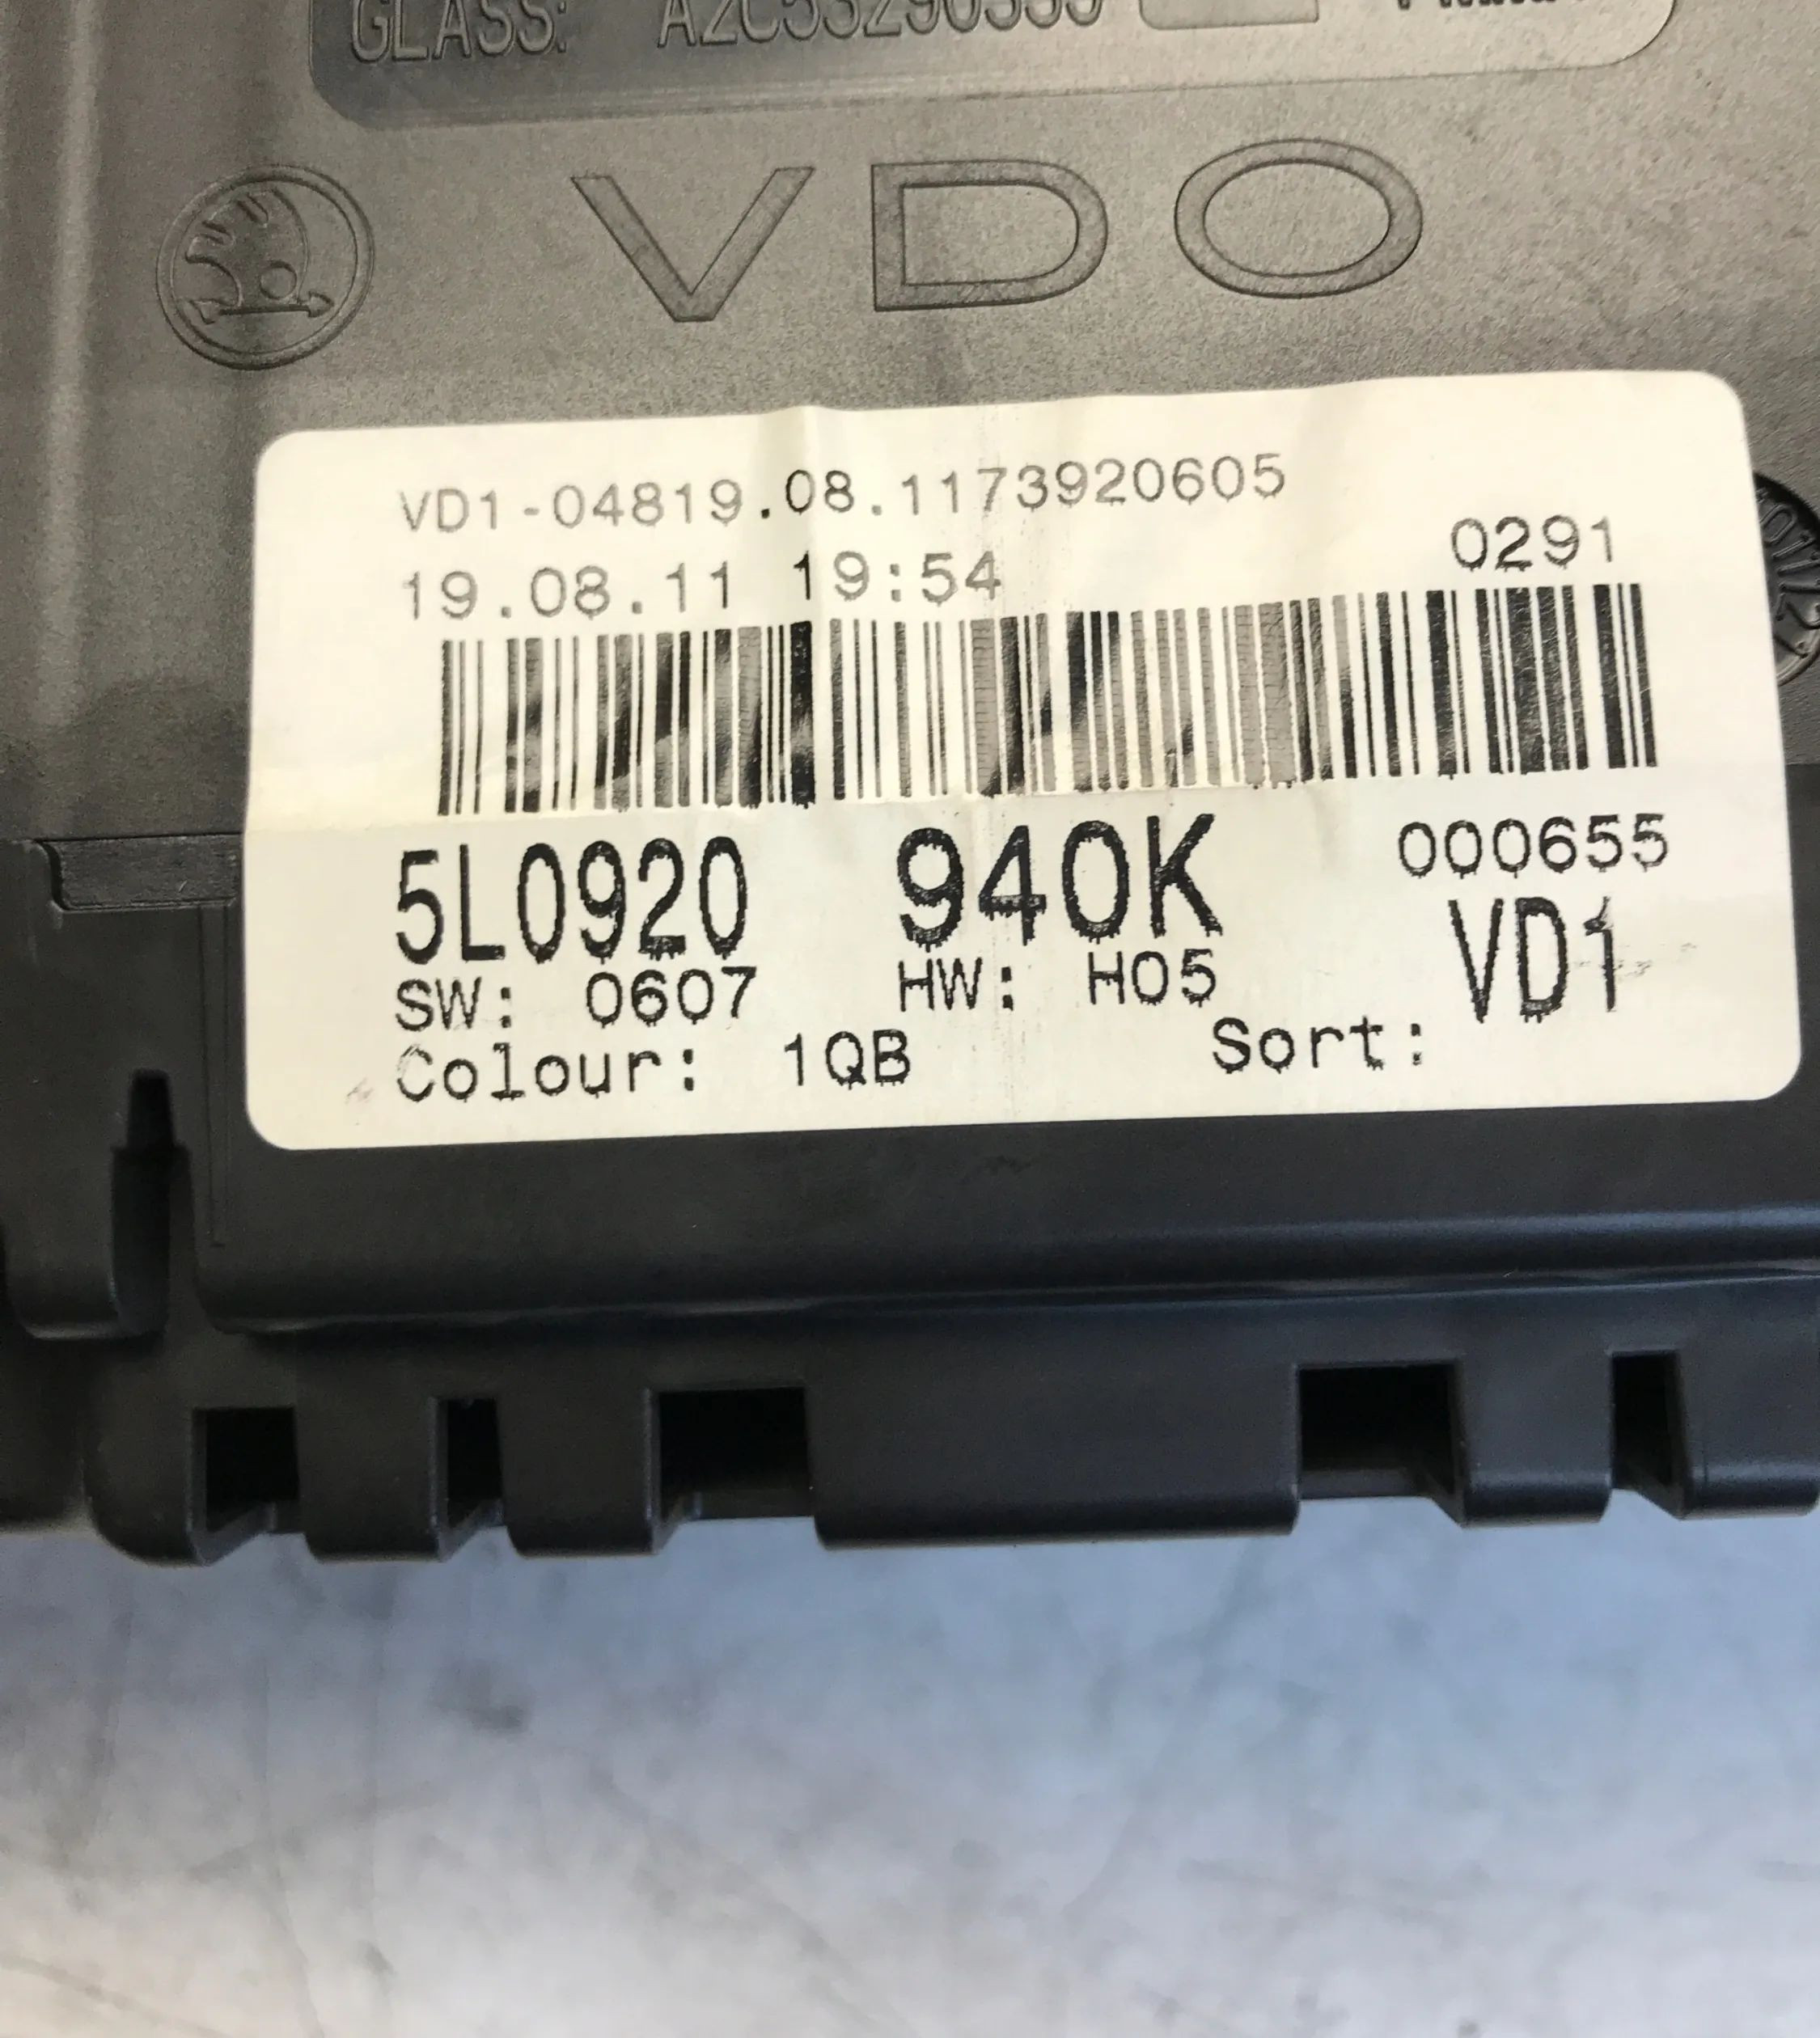 GLASS:
VDO
VD1-04819.08.1173920605
19.08.11 19:54 0291
5L0920 940K 000655
SW: 0607 HW: H05 VD1
Colour: 1QB Sort: